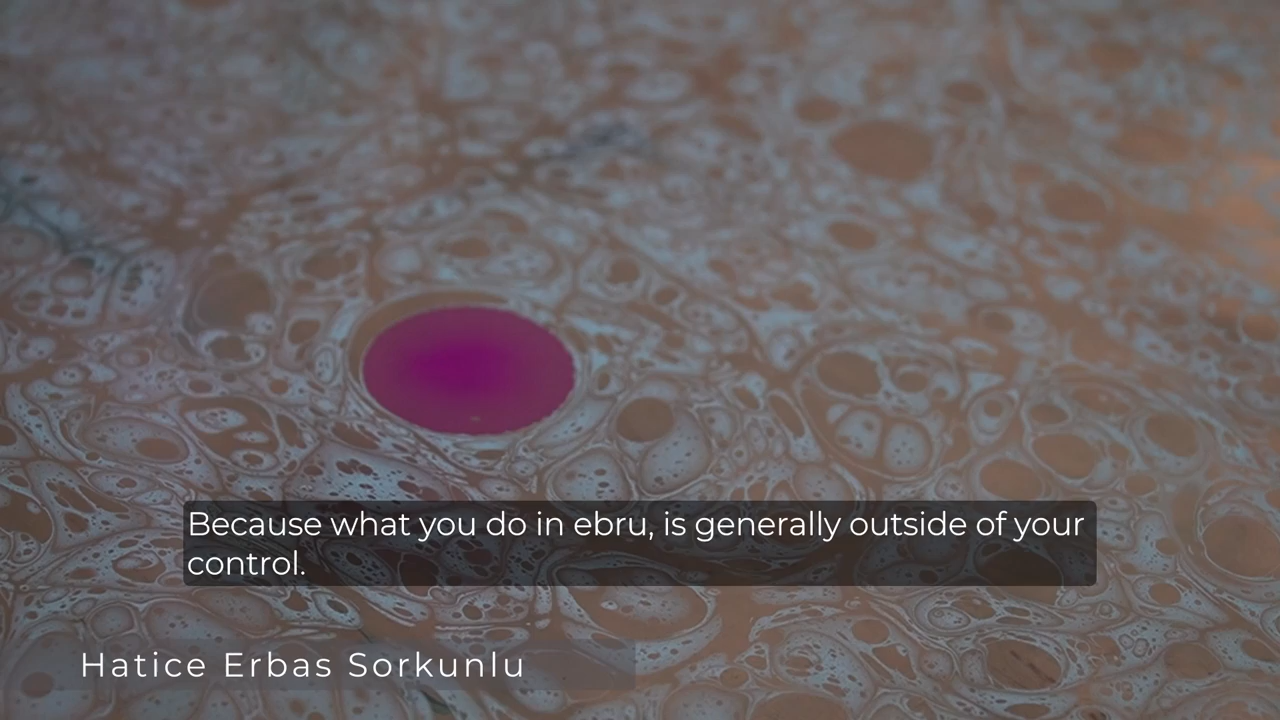 Because what you do in ebru, is generally outside of your
control.
Hatice Erbas Sorkunlu